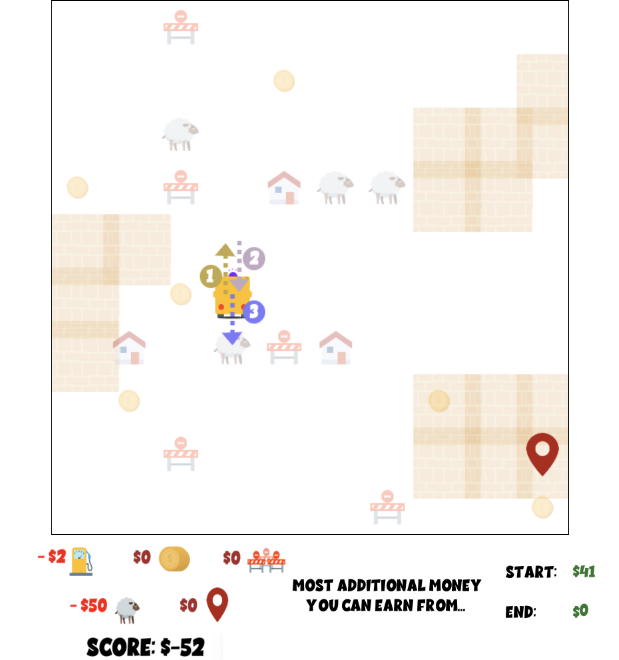 1
2
3
- $2
$0
$0
- $50
$0
SCORE: $-52
MOST ADDITIONAL MONEY
YOU CAN EARN FROM...
START: $41
END: $0